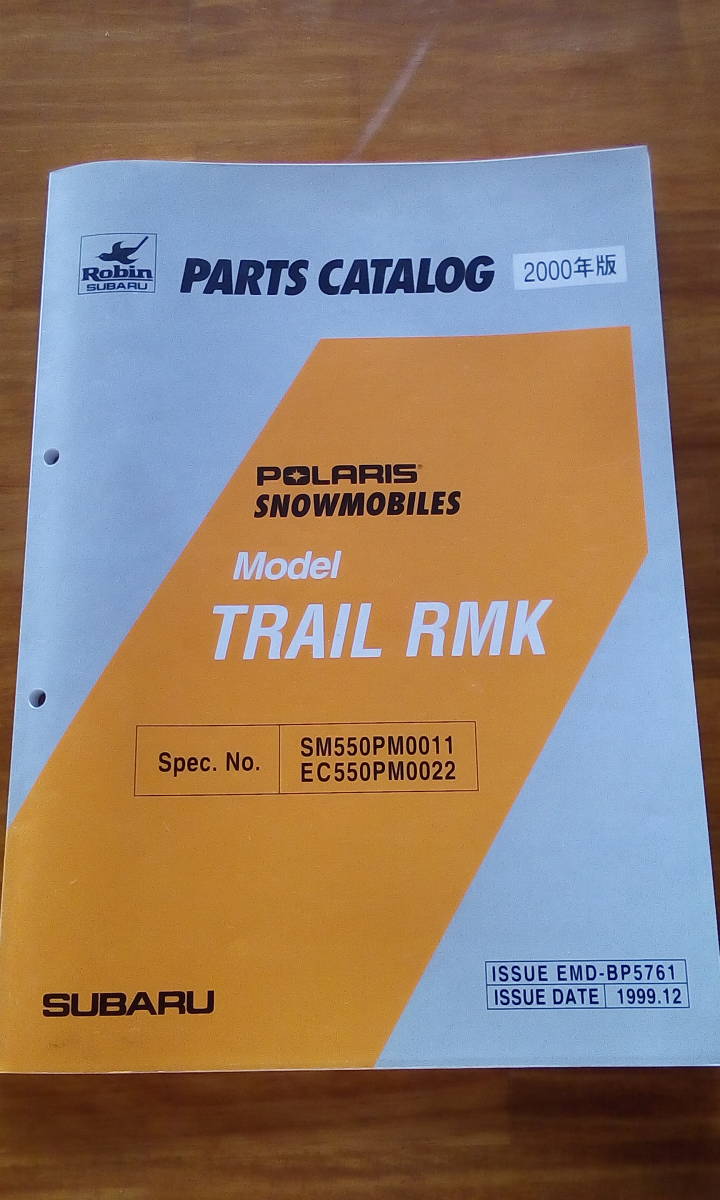 Robin
SUBARU
PARTS CATALOG
2000年版
POLARIS®
SNOWMOBILES
Model
TRAIL RMK
Spec. No.
SM550PM0011
EC550PM0022
SUBARU
ISSUE EMD-BP5761
ISSUE DATE 1999.12